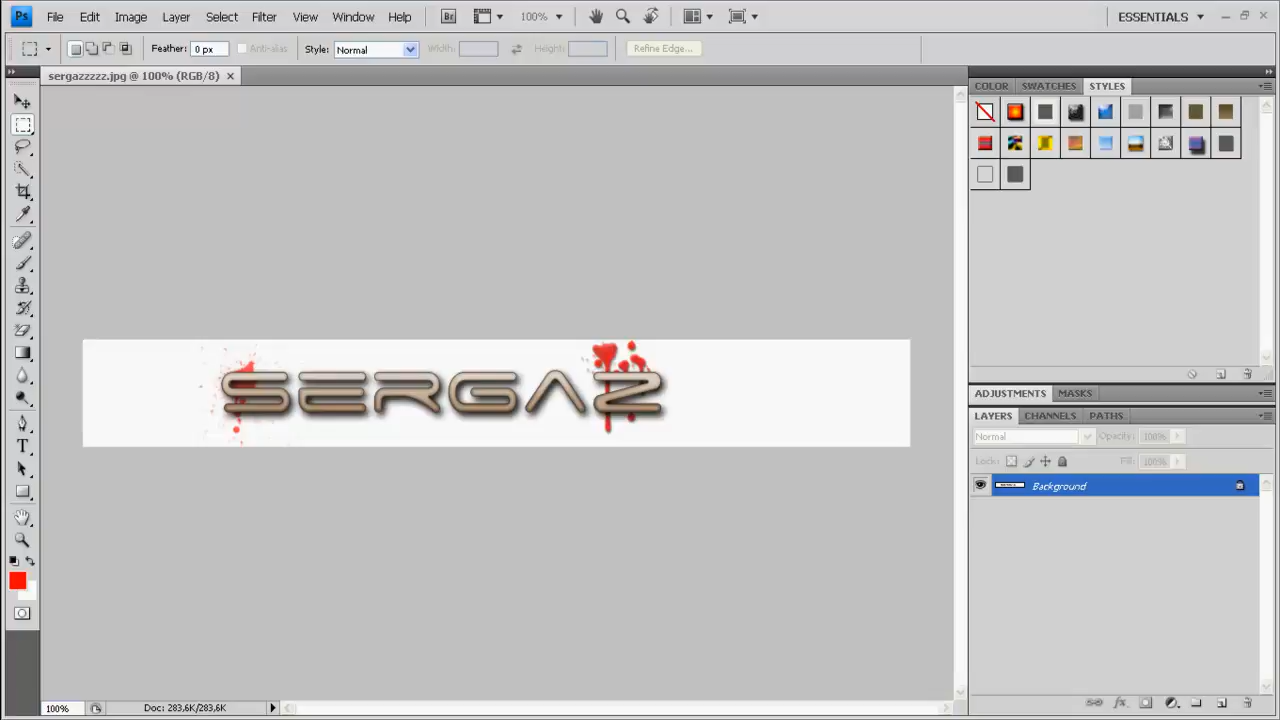 Ps File Edit Image Layer Select Filter View Window Help Br 100% ESSENTIALS
Feather: 0 px Anti-alias Style: Normal Width: Height: Refine Edge...
sergazzzzz.jpg @ 100% (RGB/8)
COLOR SWATCHES STYLES
SERGAZ
ADJUSTMENTS MASKS
LAYERS CHANNELS PATHS
Normal Opacity: 100%
Lock: Fill: 100%
Background
T
100% Doc: 283,6K/283,6K
fx